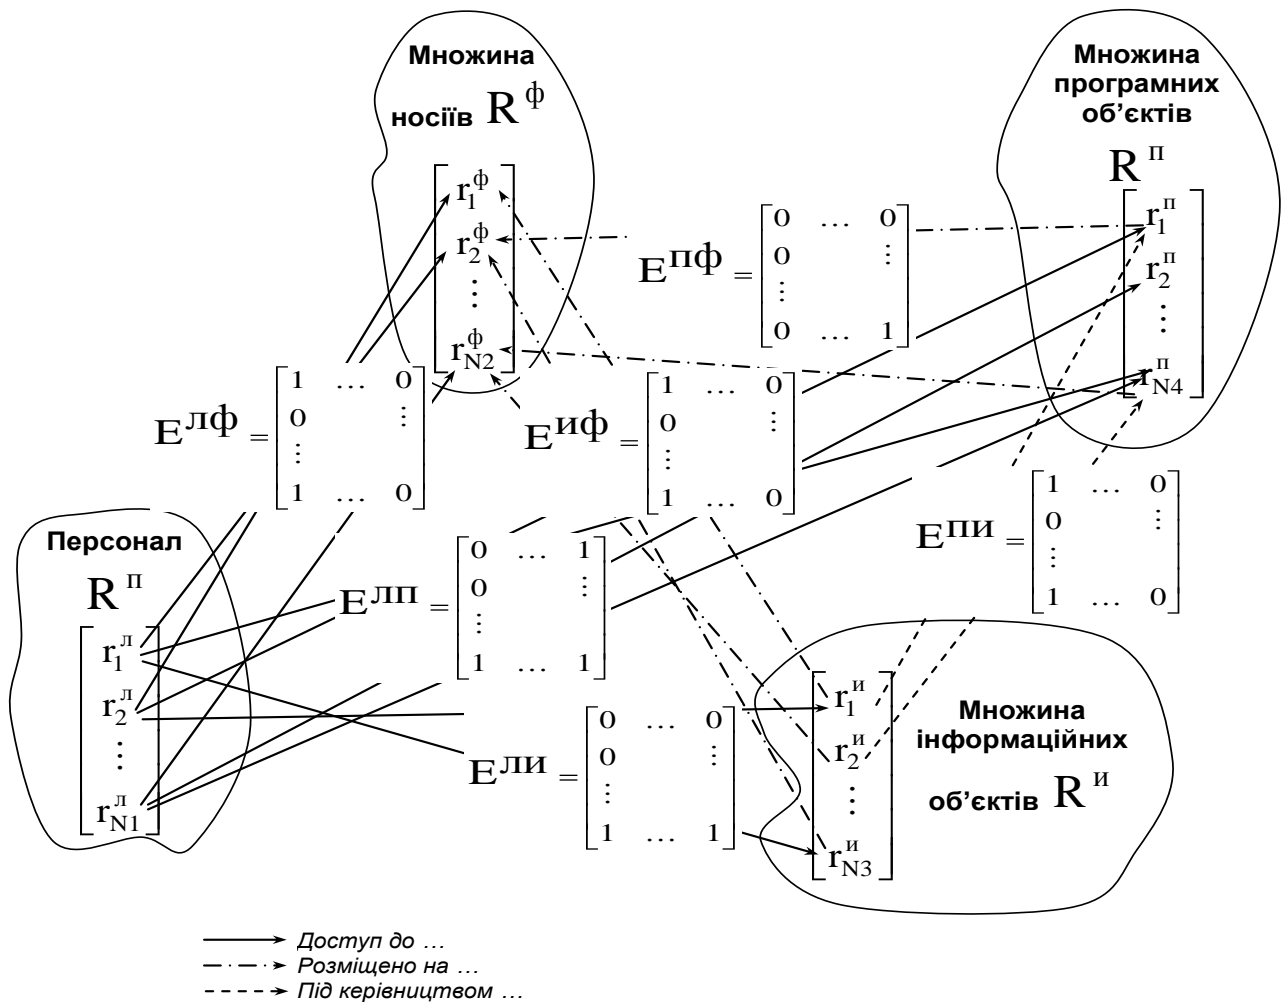 Множина
носіїв R^ф
r_1^ф
r_2^ф
⋮
r_N2^ф
Множина
програмних
об’єктів
R^п
r_1^п
r_2^п
⋮
r_N4^п
E^пф = [0 … 0
0 ⋮
⋮
0 … 1]
E^лф = [1 … 0
0 ⋮
⋮
1 … 0]
E^иф = [1 … 0
0 ⋮
⋮
1 … 0]
E^пи = [1 … 0
0 ⋮
⋮
1 … 0]
Персонал
R^п
r_1^л
r_2^л
⋮
r_N1^л
E^лп = [0 … 1
0 ⋮
⋮
1 … 1]
E^ли = [0 … 0
0 ⋮
⋮
1 … 1]
r_1^и
r_2^и
⋮
r_N3^и
Множина
інформаційних
об’єктів R^и
Доступ до …
Розміщено на …
Під керівництвом …